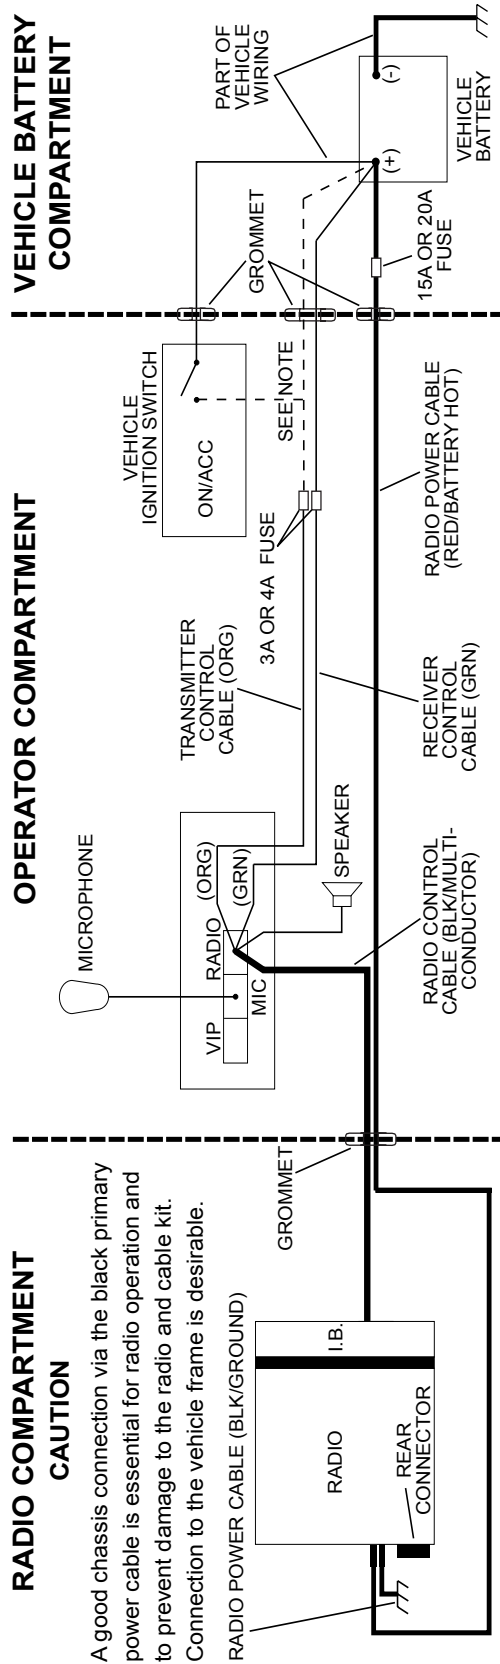 RADIO COMPARTMENT
CAUTION
A good chassis connection via the black primary
power cable is essential for radio operation and
to prevent damage to the radio and cable kit.
Connection to the vehicle frame is desirable.
RADIO POWER CABLE (BLK/GROUND)
RADIO
I.B.
REAR
CONNECTOR
GROMMET
OPERATOR COMPARTMENT
MICROPHONE
VIP
RADIO
MIC
(ORG)
(GRN)
SPEAKER
RADIO CONTROL
CABLE (BLK/MULTI-
CONDUCTOR)
TRANSMITTER
CONTROL
CABLE (ORG)
RECEIVER
CONTROL
CABLE (GRN)
3A OR 4A FUSE
VEHICLE
IGNITION SWITCH
ON/ACC
SEE NOTE
RADIO POWER CABLE
(RED/BATTERY HOT)
VEHICLE BATTERY
COMPARTMENT
GROMMET
PART OF
VEHICLE
WIRING
15A OR 20A
FUSE
(+)
(-)
VEHICLE
BATTERY